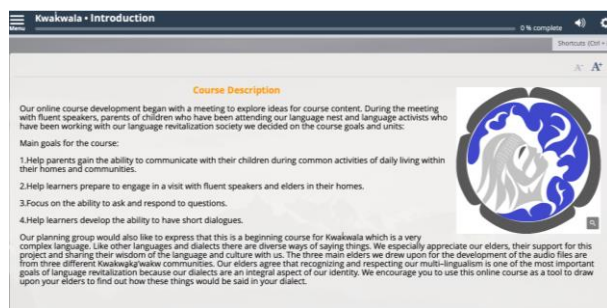 Kwak̓wala • Introduction
Menu
0 % complete
Shortcuts (Ctrl +
A- A+
Course Description
Our online course development began with a meeting to explore ideas for course content. During the meeting
with fluent speakers, parents of children who have been attending our language nest and language activists who
have been working with our language revitalization society we decided on the course goals and units:
Main goals for the course:
1.Help parents gain the ability to communicate with their children during common activities of daily living within
their homes and communities.
2.Help learners prepare to engage in a visit with fluent speakers and elders in their homes.
3.Focus on the ability to ask and respond to questions.
4.Help learners develop the ability to have short dialogues.
Our planning group would also like to express that this is a beginning course for Kwak̓wala which is a very
complex language. Like other languages and dialects there are diverse ways of saying things. We especially appreciate our elders, their support for this
project and sharing their wisdom of the language and culture with us. The three main elders we drew upon for the development of the audio files are
from three different Kwakwa̱ka̱'wakw communities. Our elders agree that recognizing and respecting our multi–lingualism is one of the most important
goals of language revitalization because our dialects are an integral aspect of our identity. We encourage you to use this online course as a tool to draw
upon your elders to find out how these things would be said in your dialect.